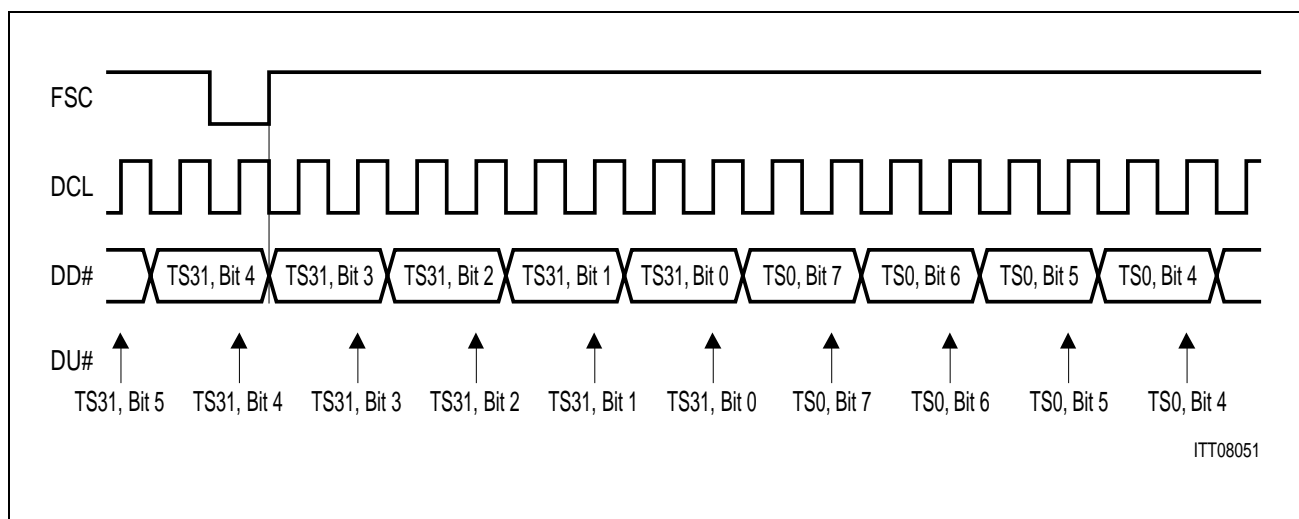 FSC
DCL
DD# TS31, Bit 4 TS31, Bit 3 TS31, Bit 2 TS31, Bit 1 TS31, Bit 0 TS0, Bit 7 TS0, Bit 6 TS0, Bit 5 TS0, Bit 4
DU#
TS31, Bit 5 TS31, Bit 4 TS31, Bit 3 TS31, Bit 2 TS31, Bit 1 TS31, Bit 0 TS0, Bit 7 TS0, Bit 6 TS0, Bit 5 TS0, Bit 4
ITT08051